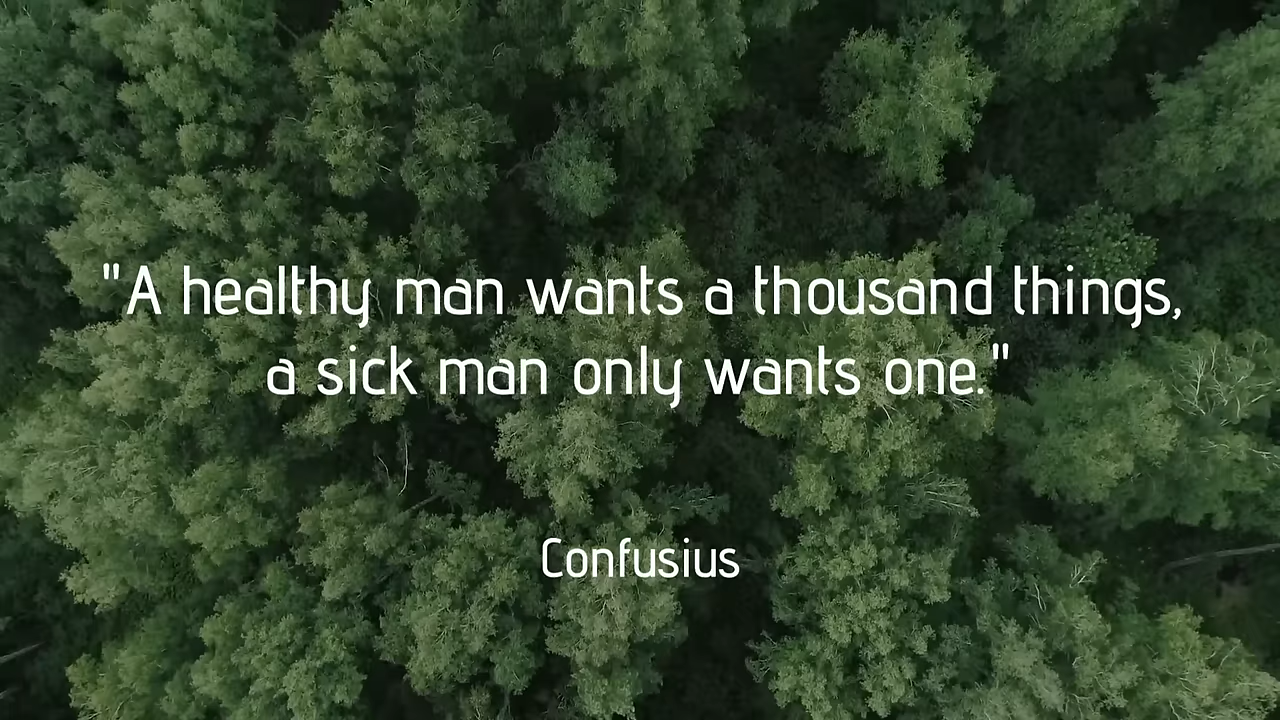 "A healthy man wants a thousand things,
a sick man only wants one."
Confusius